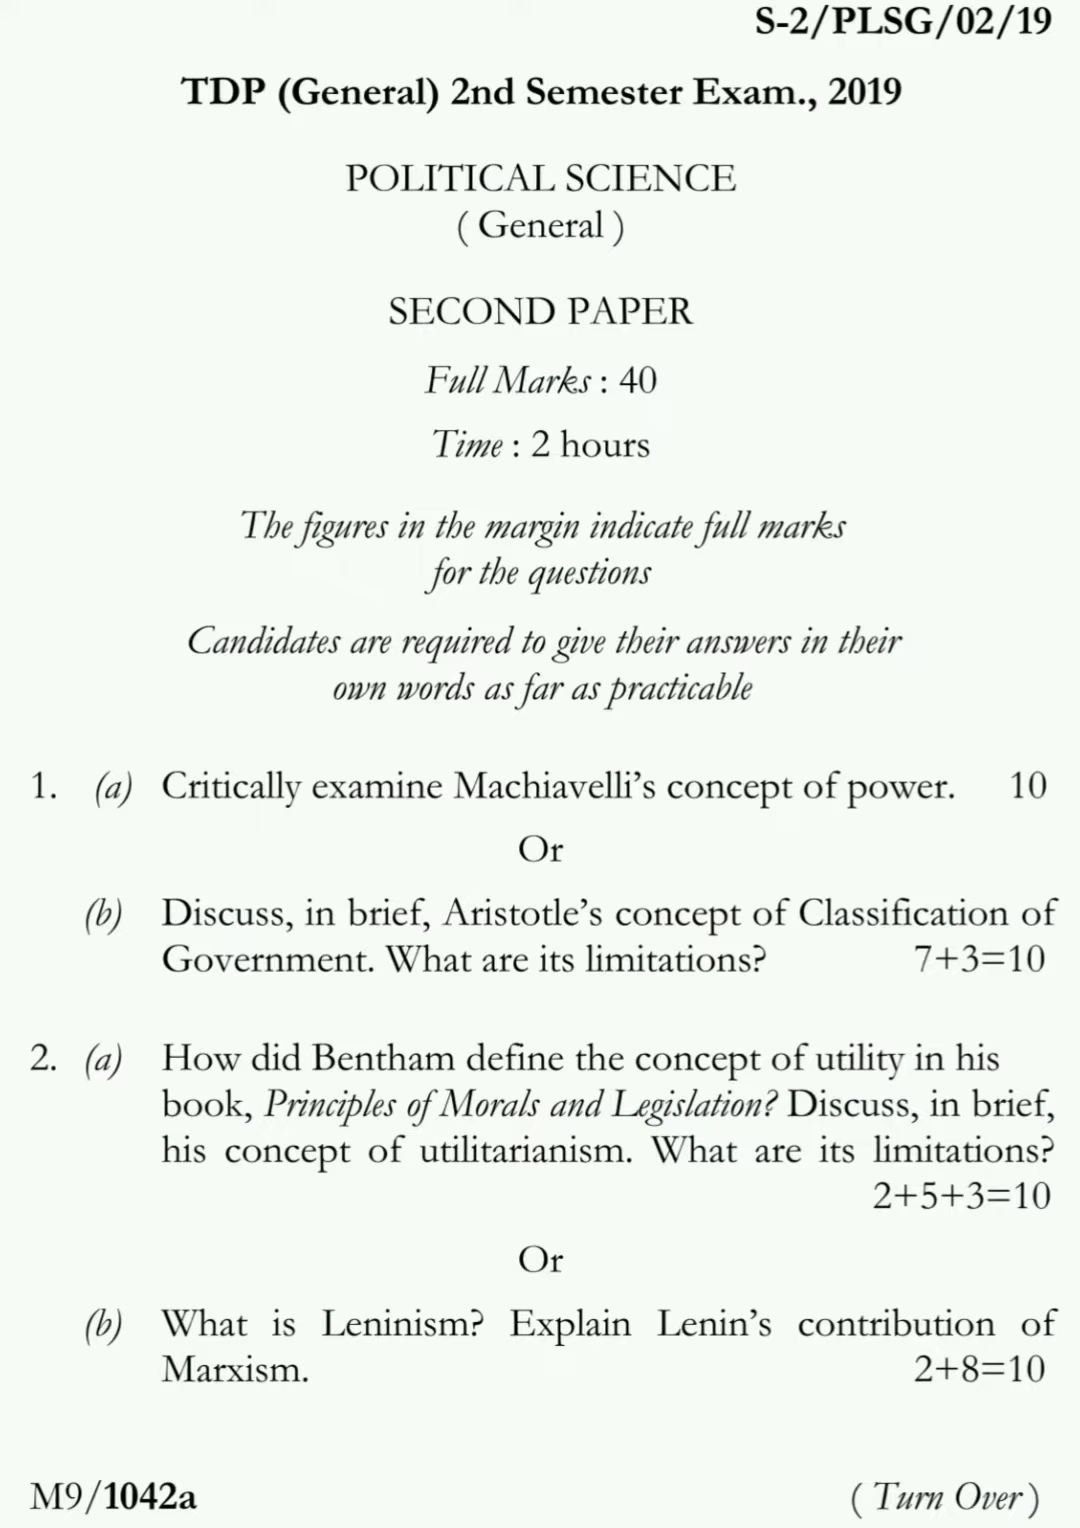 S-2/PLSG/02/19
TDP (General) 2nd Semester Exam., 2019
POLITICAL SCIENCE
( General )
SECOND PAPER
Full Marks : 40
Time : 2 hours
The figures in the margin indicate full marks
for the questions
Candidates are required to give their answers in their
own words as far as practicable
1. (a) Critically examine Machiavelli's concept of power. 10
Or
(b) Discuss, in brief, Aristotle's concept of Classification of
Government. What are its limitations? 7+3=10
2. (a) How did Bentham define the concept of utility in his
book, Principles of Morals and Legislation? Discuss, in brief,
his concept of utilitarianism. What are its limitations?
2+5+3=10
Or
(b) What is Leninism? Explain Lenin's contribution of
Marxism. 2+8=10
M9/1042a ( Turn Over )